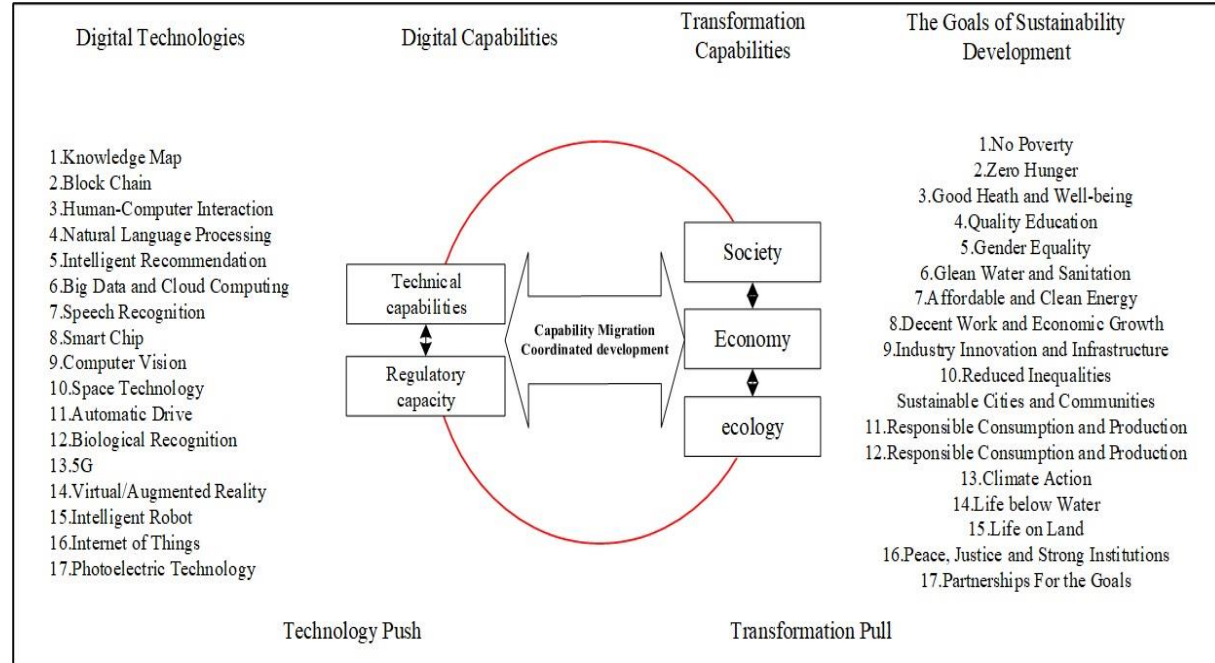 Digital Technologies
Digital Capabilities
Transformation
Capabilities
The Goals of Sustainability
Development
1.Knowledge Map
2.Block Chain
3.Human-Computer Interaction
4.Natural Language Processing
5.Intelligent Recommendation
6.Big Data and Cloud Computing
7.Speech Recognition
8.Smart Chip
9.Computer Vision
10.Space Technology
11.Automatic Drive
12.Biological Recognition
13.5G
14.Virtual/Augmented Reality
15.Intelligent Robot
16.Internet of Things
17.Photoelectric Technology
Technical
capabilities
Regulatory
capacity
Capability Migration
Coordinated development
Society
Economy
ecology
1.No Poverty
2.Zero Hunger
3.Good Heath and Well-being
4.Quality Education
5.Gender Equality
6.Glean Water and Sanitation
7.Affordable and Clean Energy
8.Decent Work and Economic Growth
9.Industry Innovation and Infrastructure
10.Reduced Inequalities
Sustainable Cities and Communities
11.Responsible Consumption and Production
12.Responsible Consumption and Production
13.Climate Action
14.Life below Water
15.Life on Land
16.Peace, Justice and Strong Institutions
17.Partnerships For the Goals
Technology Push
Transformation Pull